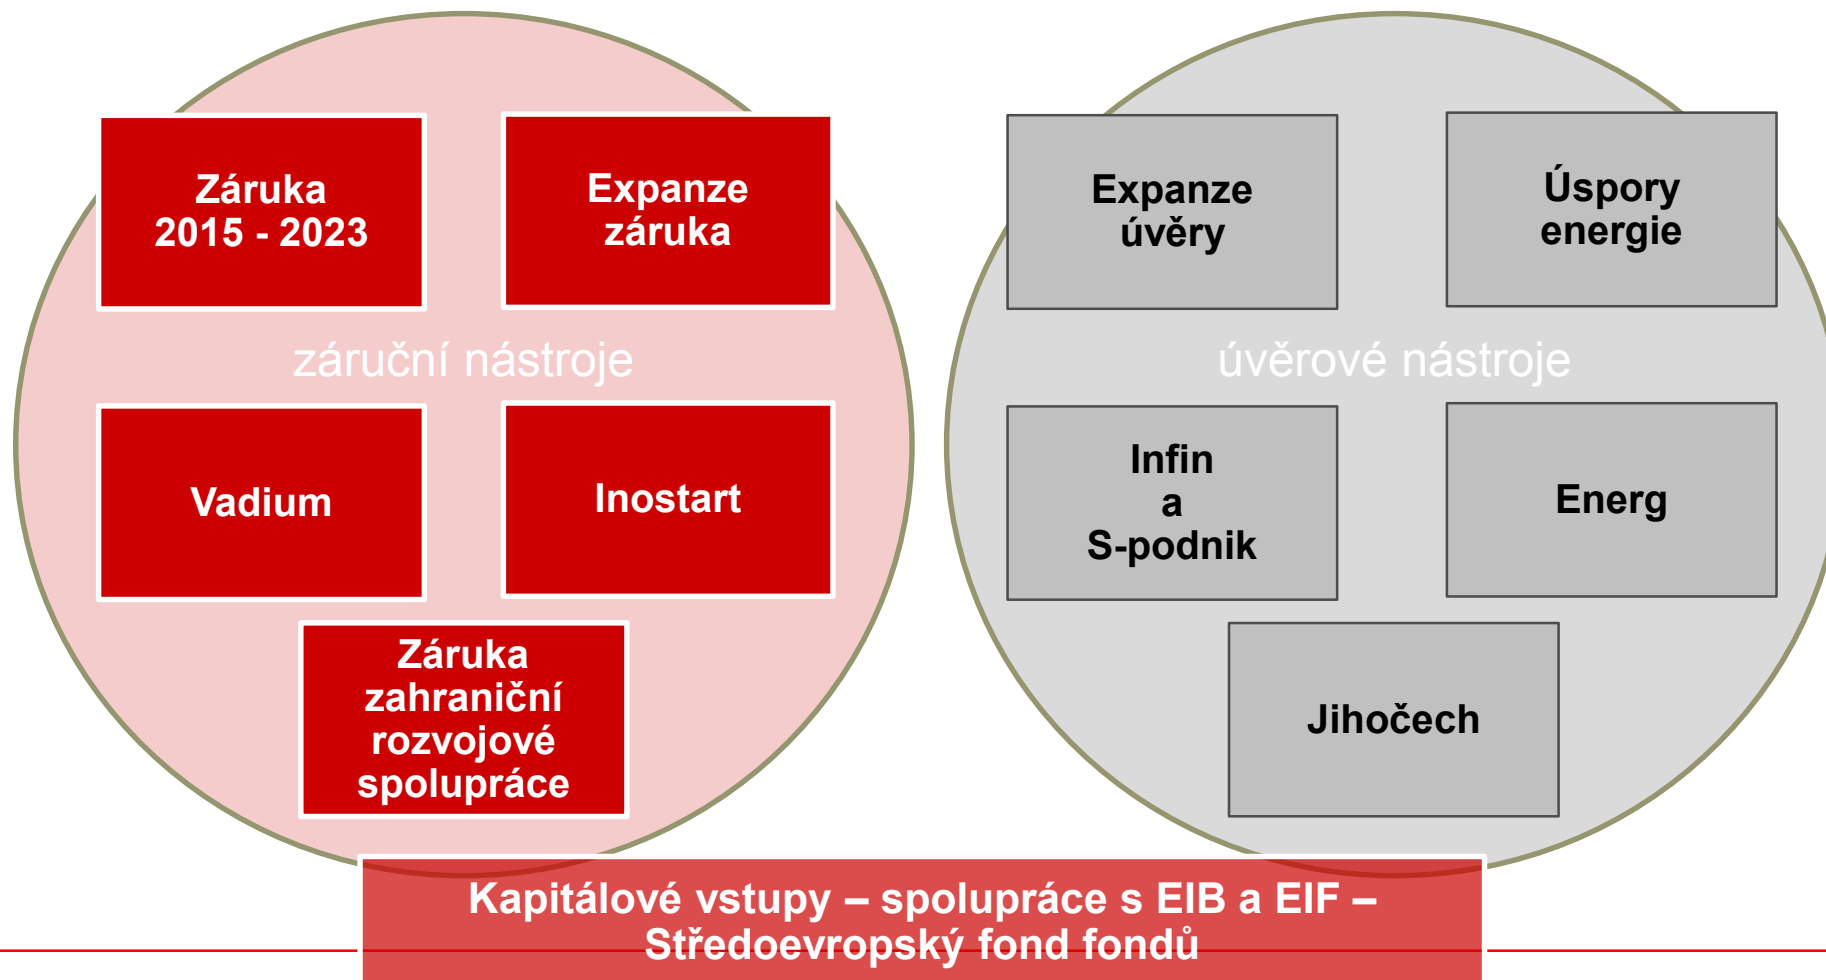 Záruka
2015 - 2023
Expanze
záruka
záruční nástroje
Vadium
Inostart
Záruka
zahraniční
rozvojové
spolupráce
Expanze
úvěry
Úspory
energie
úvěrové nástroje
Infin
a
S-podnik
Energ
Jihočech
Kapitálové vstupy – spolupráce s EIB a EIF –
Středoevropský fond fondů